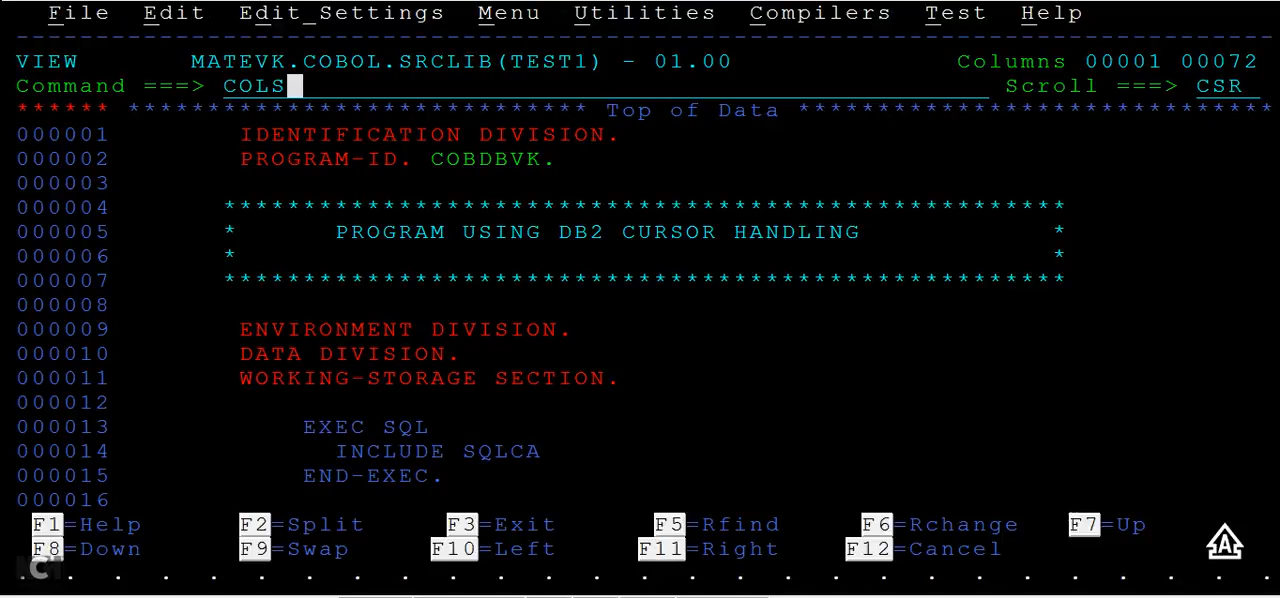 File Edit Edit_Settings Menu Utilities Compilers Test Help
VIEW MATEVK.COBOL.SRCLIB(TEST1) - 01.00 Columns 00001 00072
Command ===> COLS Scroll ===> CSR
****** ***************************** Top of Data ******************************
000001 IDENTIFICATION DIVISION.
000002 PROGRAM-ID. COBDBVK.
000003
000004 *****************************************************
000005 * PROGRAM USING DB2 CURSOR HANDLING *
000006 * *
000007 *****************************************************
000008
000009 ENVIRONMENT DIVISION.
000010 DATA DIVISION.
000011 WORKING-STORAGE SECTION.
000012
000013 EXEC SQL
000014 INCLUDE SQLCA
000015 END-EXEC.
000016
F1=Help F2=Split F3=Exit F5=Rfind F6=Rchange F7=Up
F8=Down F9=Swap F10=Left F11=Right F12=Cancel